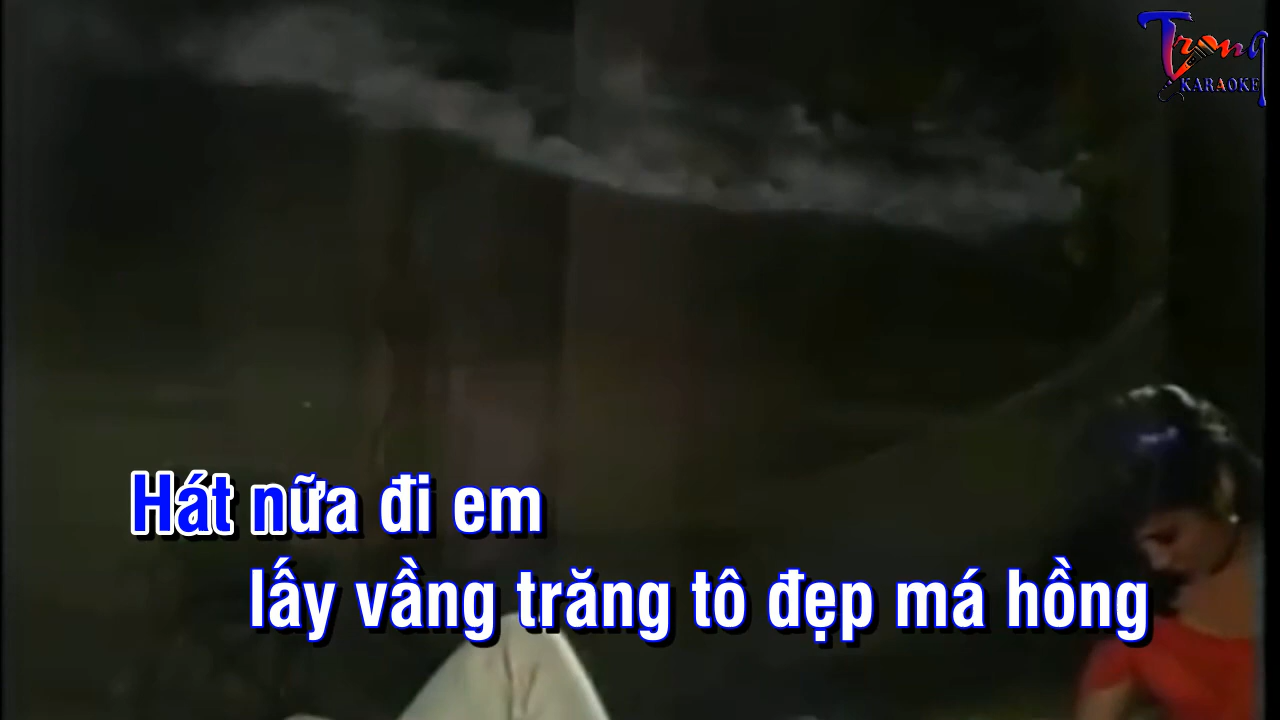 Trọng
KARAOKE
Hát nữa đi em
lấy vầng trăng tô đẹp má hồng